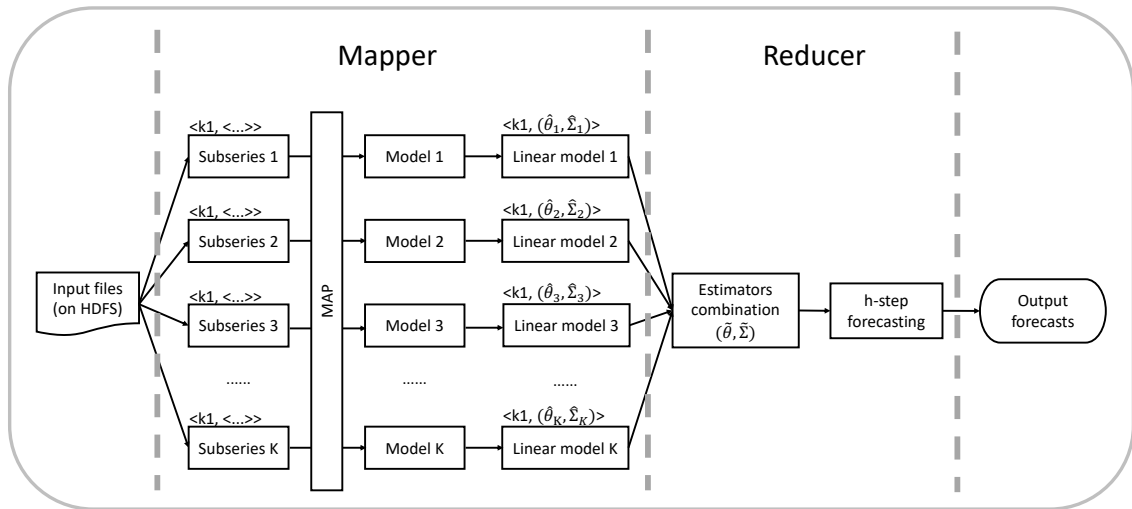 Mapper
Reducer
<k1, <...>>
<k1, (θ̂₁, Σ̂₁)>
Subseries 1
Model 1
Linear model 1
<k1, <...>>
<k1, (θ̂₂, Σ̂₂)>
Subseries 2
Model 2
Linear model 2
Input files
(on HDFS)
MAP
<k1, <...>>
<k1, (θ̂₃, Σ̂₃)>
Subseries 3
Model 3
Linear model 3
Estimators
combination
(θ̃, Σ̃)
h-step
forecasting
Output
forecasts
......
......
......
<k1, <...>>
<k1, (θ̂_K, Σ̂_K)>
Subseries K
Model K
Linear model K